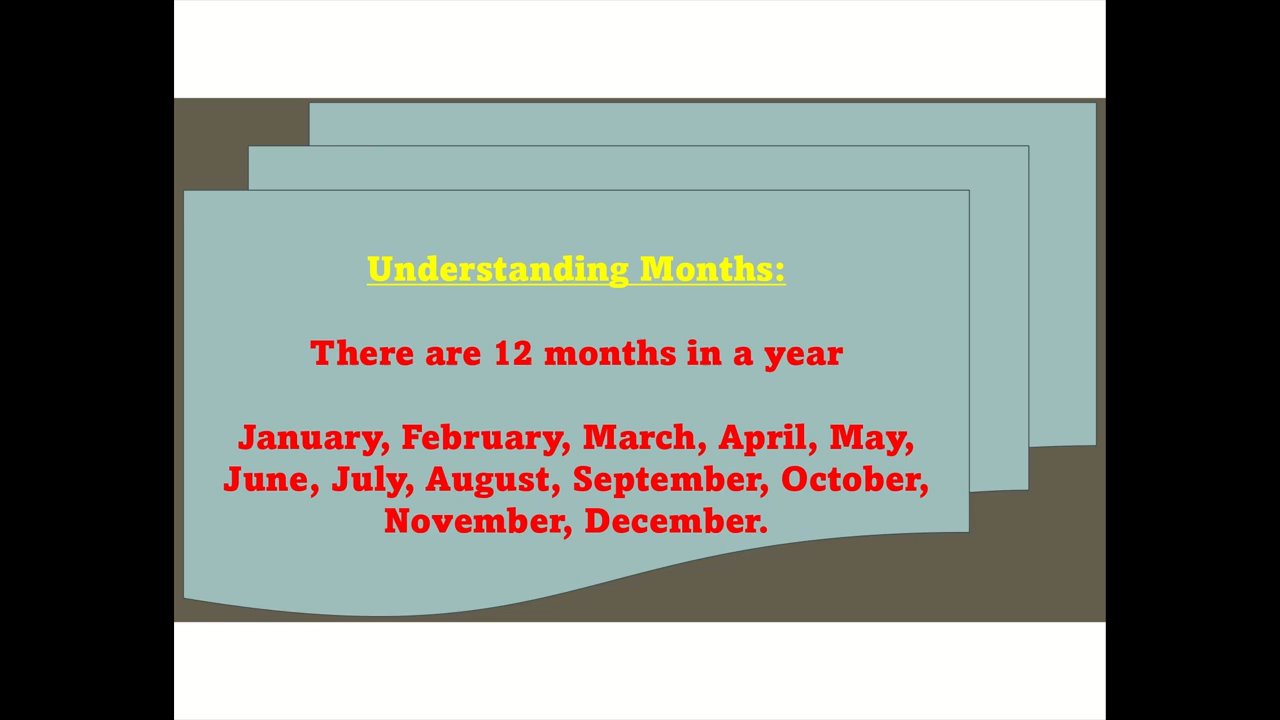 Understanding Months:
There are 12 months in a year
January, February, March, April, May,
June, July, August, September, October,
November, December.